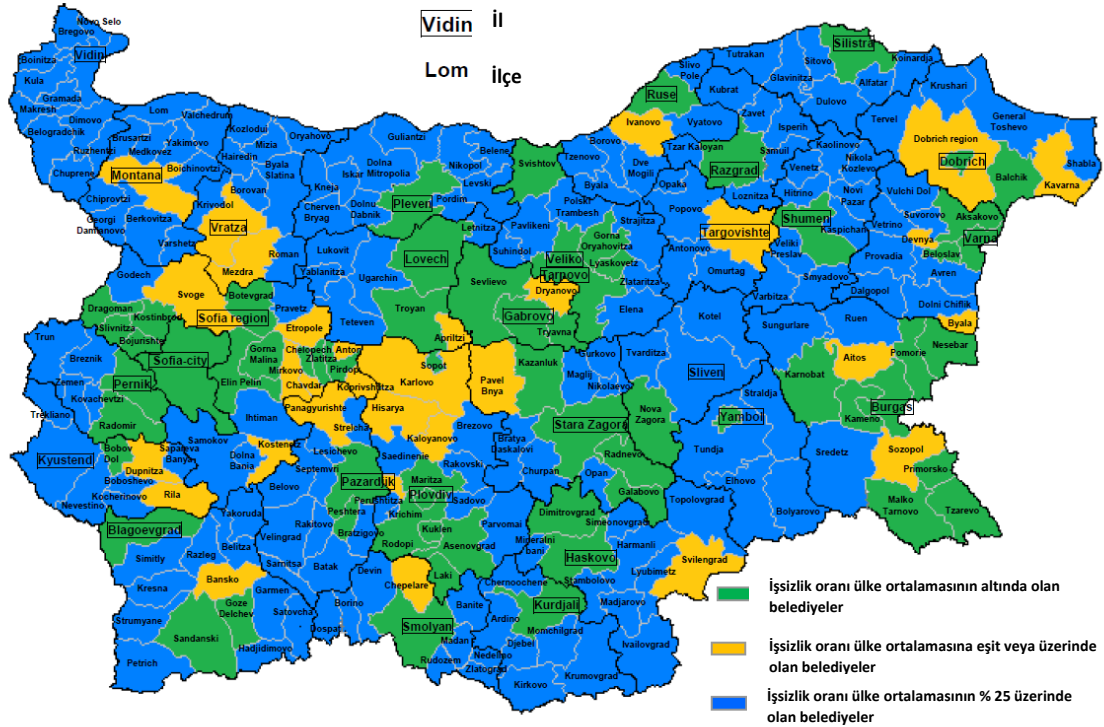 Vidin İl
Lom İlçe
Novo Selo
Bregovo
Vidin
Boinitza
Kula
Gramada
Makresh
Dimovo
Belogradchik
Ruzhentzi
Chuprene
Lom
Valchedrum
Brusartzi
Yakimovo
Medkovez
Montana
Boichinovtzi
Chiprovtzi
Georgi
Damianovo
Berkovitza
Varshetz
Kozlodui
Mizia
Oryahovo
Hairedin
Byala
Slatina
Borovan
Krivodol
Vratza
Mezdra
Roman
Kneja
Iskar
Dolna
Mitropolia
Guliantzi
Nikopol
Belene
Levski
Cherven
Bryag
Dolnu
Dabnik
Pleven
Pordim
Lukovit
Yablanitza
Ugarchin
Teteven
Lovech
Letnitza
Troyan
Apriltzi
Svishtov
Pavlikeni
Polski
Trambesh
Strajitza
Suhindol
Gorna
Oryahovitza
Lyaskovetz
Veliko
Tarnovo
Zlataritza
Elena
Sevlievo
Dryanovo
Gabrovo
Tryavna
Ruse
Slivo
Pole
Ivanovo
Borovo
Tzenovo
Byala
Dve
Mogili
Vyatovo
Tutrakan
Sitovo
Silistra
Koinardja
Glavinitza
Alfatar
Dulovo
Kubrat
Zavet
Isperih
Tzar Kaloyan
Samuil
Razgrad
Loznitza
Opaka
Popovo
Targovishte
Antonovo
Omurtag
Kaolinovo
Venetz
Nikola
Kozlevo
Hitrino
Novi
Pazar
Shumen
Kaspichan
Veliki
Preslav
Smyadovo
Varbitza
Krushari
Tervel
General
Toshevo
Dobrich region
Dobrich
Balchik
Shabla
Kavarna
Vulchi Dol
Suvorovo
Aksakovo
Vetrino
Devnya
Varna
Beloslav
Provadia
Avren
Dalgopol
Dolni Chiflik
Byala
Godech
Svoge
Botevgrad
Pravetz
Dragoman
Kostinbrod
Slivnitza
Sofia region
Bojurishte
Etropole
Sofia-city
Gorna
Malina
Chelopech
Anton
Zlatitza
Mirkovo
Pirdop
Elin Pelin
Chavdar
Koprivshtitza
Ihtiman
Samokov
Kostenetz
Dolna
Bania
Trun
Breznik
Pernik
Zemen
Kovachevtzi
Radomir
Trekliano
Kyustend
Bobov
Dol
Sapareva
Banya
Dupnitza
Boboshevo
Kocherinovo
Rila
Nevestino
Blagoevgrad
Simitly
Razleg
Belitza
Yakoruda
Kresna
Bansko
Strumyane
Goze
Delchev
Garmen
Satovcha
Sandanski
Petrich
Hadjidimovo
Panagyurishte
Strelcha
Lesichevo
Septemvri
Pazardjik
Belovo
Peshtera
Bratzigovo
Rakitovo
Velingrad
Sarnitsa
Batak
Sopot
Karlovo
Hisarya
Kaloyanovo
Brezovo
Saedinenie
Rakovski
Maritza
Plovdiv
Perushtitza
Sadovo
Krichim
Kuklen
Parvomai
Rodopi
Asenovgrad
Laki
Devin
Chepelare
Borino
Dospat
Smolyan
Banite
Madan
Rudozem
Nedelino
Zlatograd
Pavel
Bnya
Kazanluk
Gurkovo
Maglij
Nikolaevo
Stara Zagora
Bratya
Daskalovi
Churpan
Opan
Radnevo
Galabovo
Kotel
Tvarditza
Sliven
Nova
Zagora
Straldja
Yambol
Tundja
Elhovo
Bolyarovo
Sungurlare
Ruen
Aitos
Karnobat
Pomorie
Nesebar
Burgas
Kameno
Sredetz
Sozopol
Primorsko
Malko
Tarnovo
Tzarevo
Dimitrovgrad
Simeonovgrad
Mineralni
bani
Haskovo
Harmanli
Topolovgrad
Svilengrad
Lyubimetz
Stambolovo
Madjarovo
Ivailovgrad
Chernoochene
Kurdjali
Ardino
Momchilgrad
Djebel
Krumovgrad
Kirkovo
İşsizlik oranı ülke ortalamasının altında olan
belediyeler
İşsizlik oranı ülke ortalamasına eşit veya üzerinde
olan belediyeler
İşsizlik oranı ülke ortalamasının % 25 üzerinde
olan belediyeler